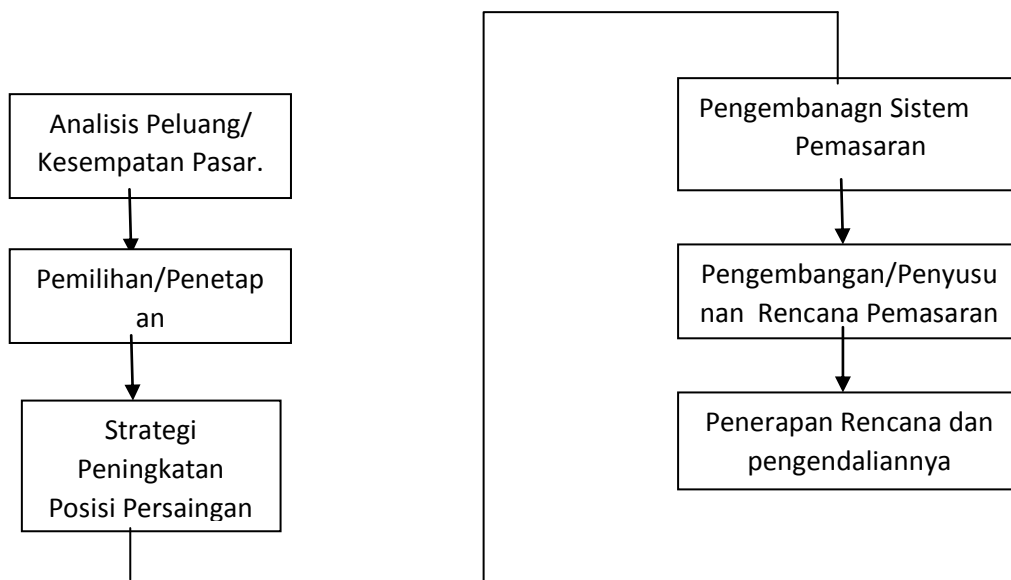 Analisis Peluang/
Kesempatan Pasar.
Pemilihan/Penetap
an
Strategi
Peningkatan
Posisi Persaingan
Pengembanagn Sistem
Pemasaran
Pengembangan/Penyusu
nan Rencana Pemasaran
Penerapan Rencana dan
pengendaliannya